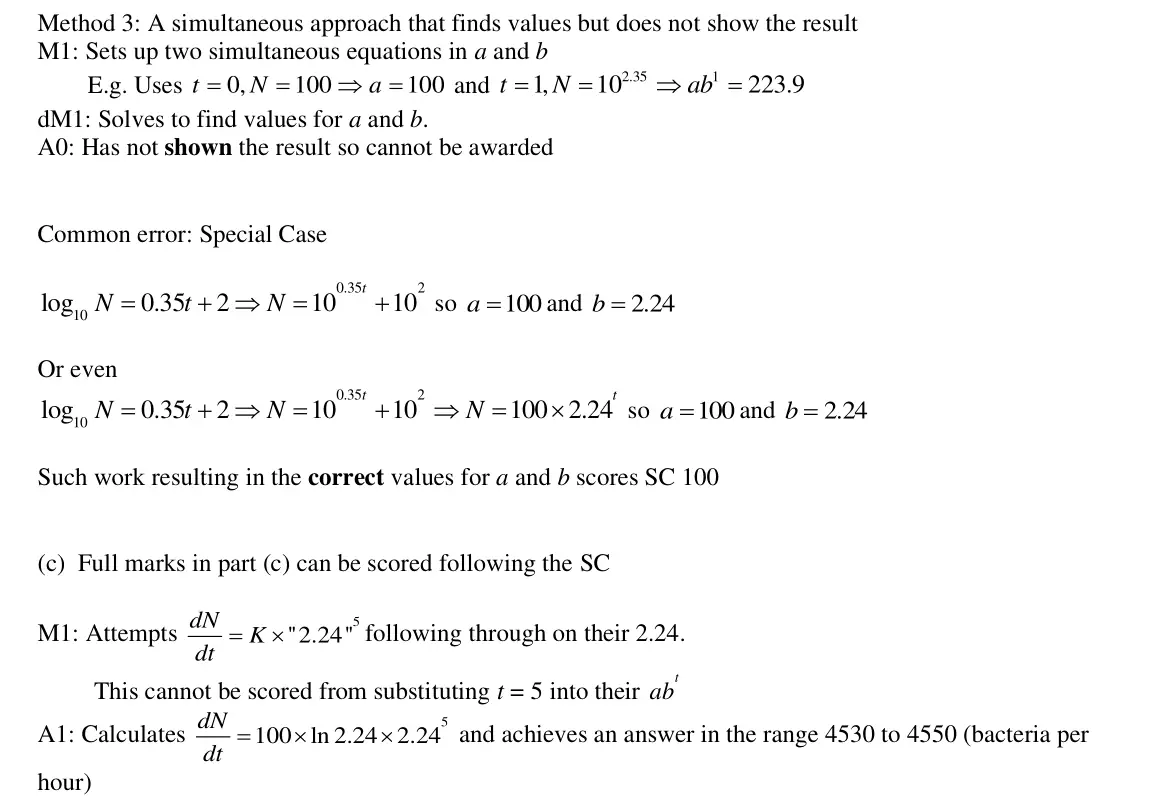 Method 3: A simultaneous approach that finds values but does not show the result
M1: Sets up two simultaneous equations in a and b
E.g. Uses t = 0, N = 100 ⇒ a = 100 and t = 1, N = 10^2.35 ⇒ ab^1 = 223.9
dM1: Solves to find values for a and b.
A0: Has not shown the result so cannot be awarded
Common error: Special Case
log₁₀ N = 0.35t + 2 ⇒ N = 10^0.35t + 10^2 so a = 100 and b = 2.24
Or even
log₁₀ N = 0.35t + 2 ⇒ N = 10^0.35t + 10^2 ⇒ N = 100 × 2.24^t so a = 100 and b = 2.24
Such work resulting in the correct values for a and b scores SC 100
(c) Full marks in part (c) can be scored following the SC
M1: Attempts dN/dt = K × "2.24"^5 following through on their 2.24.
This cannot be scored from substituting t = 5 into their ab^t
A1: Calculates dN/dt = 100 × ln 2.24 × 2.24^5 and achieves an answer in the range 4530 to 4550 (bacteria per
hour)